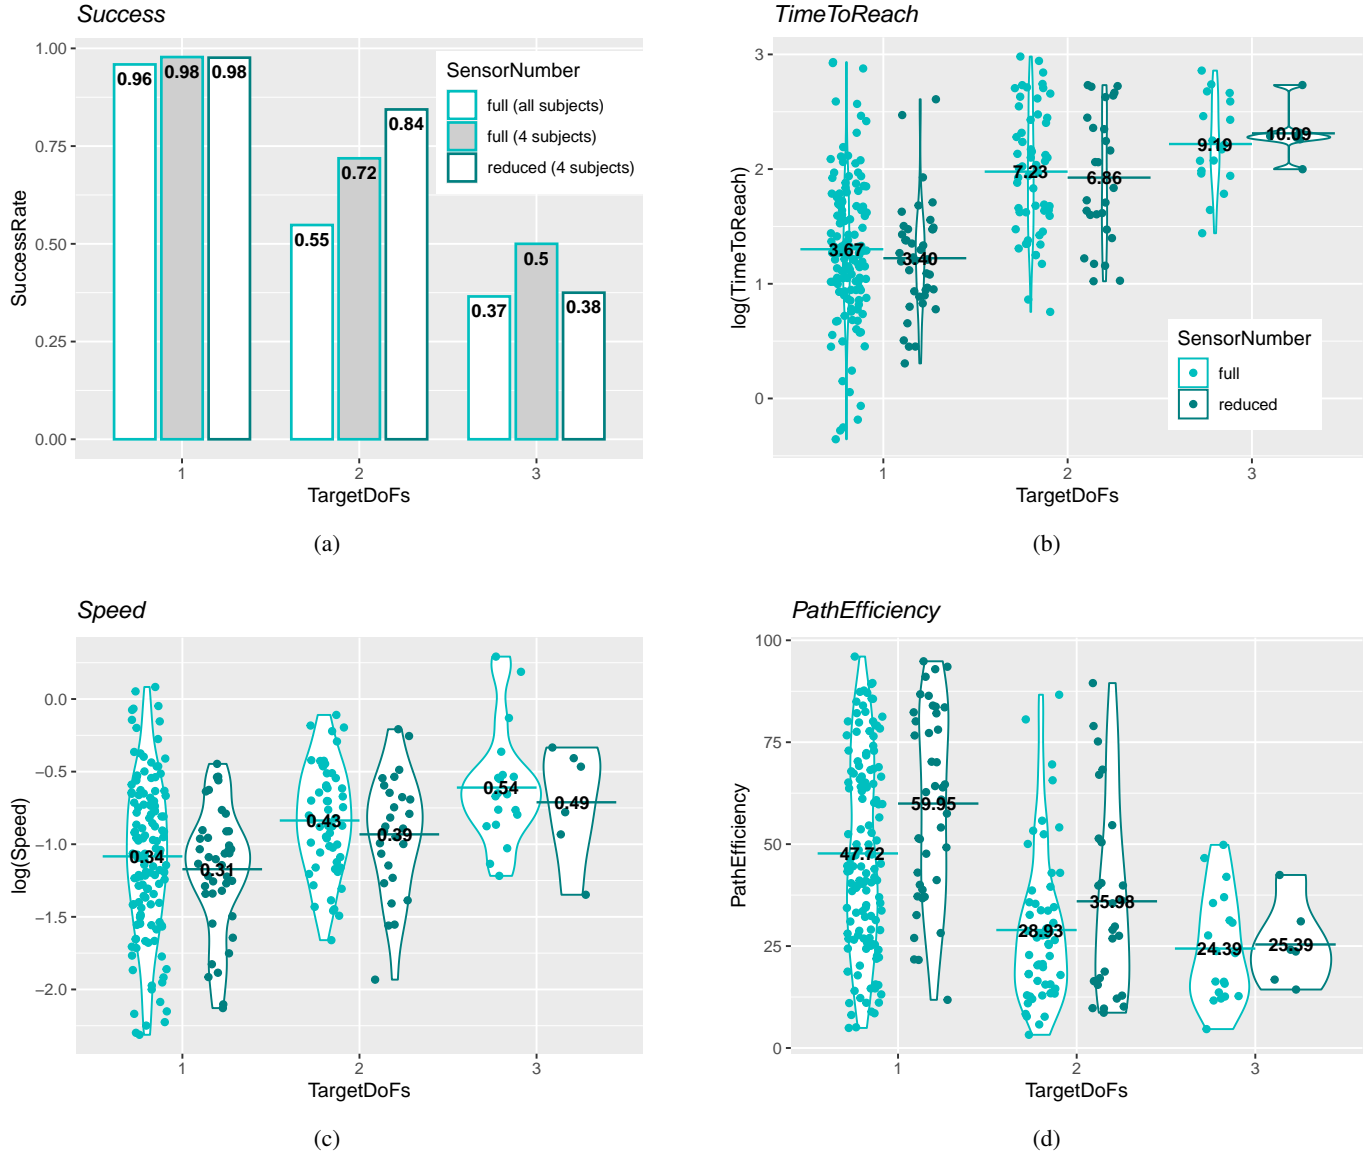 Success
1.00
0.75
0.50
0.25
0.00
SuccessRate
0.96
0.98
0.98
0.55
0.72
0.84
0.37
0.5
0.38
SensorNumber
full (all subjects)
full (4 subjects)
reduced (4 subjects)
1
2
3
TargetDoFs
(a)
TimeToReach
3
2
1
0
log(TimeToReach)
3.67
3.40
7.23
6.86
9.19
10.09
SensorNumber
full
reduced
1
2
3
TargetDoFs
(b)
Speed
0.0
−0.5
−1.0
−1.5
−2.0
log(Speed)
0.34
0.31
0.43
0.39
0.54
0.49
1
2
3
TargetDoFs
(c)
PathEfficiency
100
75
50
25
0
PathEfficiency
47.72
59.95
28.93
35.98
24.39
25.39
1
2
3
TargetDoFs
(d)